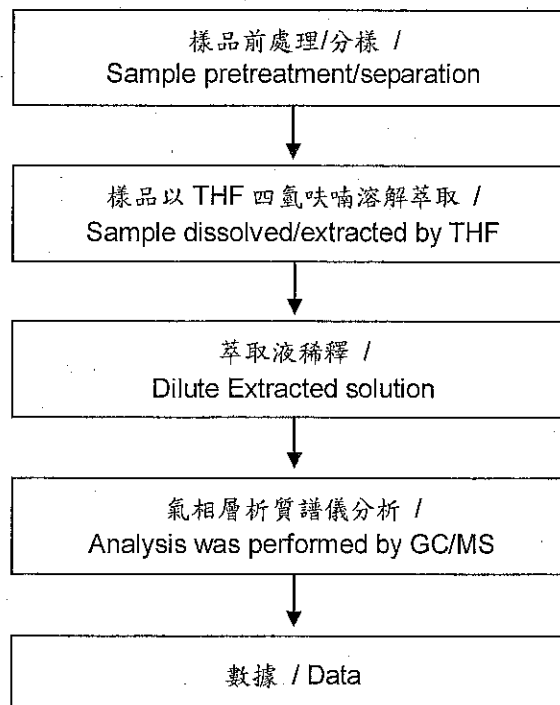 樣品前處理/分樣 /
Sample pretreatment/separation
樣品以 THF 四氫呋喃溶解萃取 /
Sample dissolved/extracted by THF
萃取液稀釋 /
Dilute Extracted solution
氣相層析質譜儀分析 /
Analysis was performed by GC/MS
數據 / Data